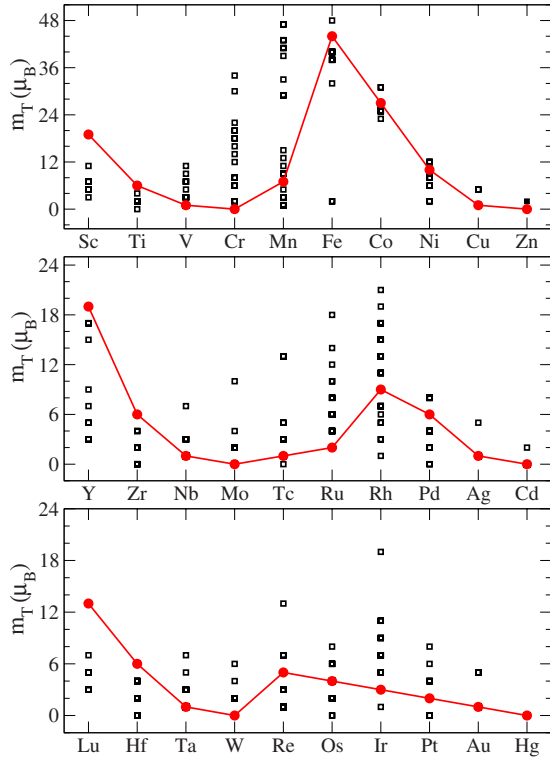 48
36
24
12
0
m_T (μ_B)
Sc Ti V Cr Mn Fe Co Ni Cu Zn
24
18
12
6
0
m_T (μ_B)
Y Zr Nb Mo Tc Ru Rh Pd Ag Cd
24
18
12
6
0
m_T (μ_B)
Lu Hf Ta W Re Os Ir Pt Au Hg